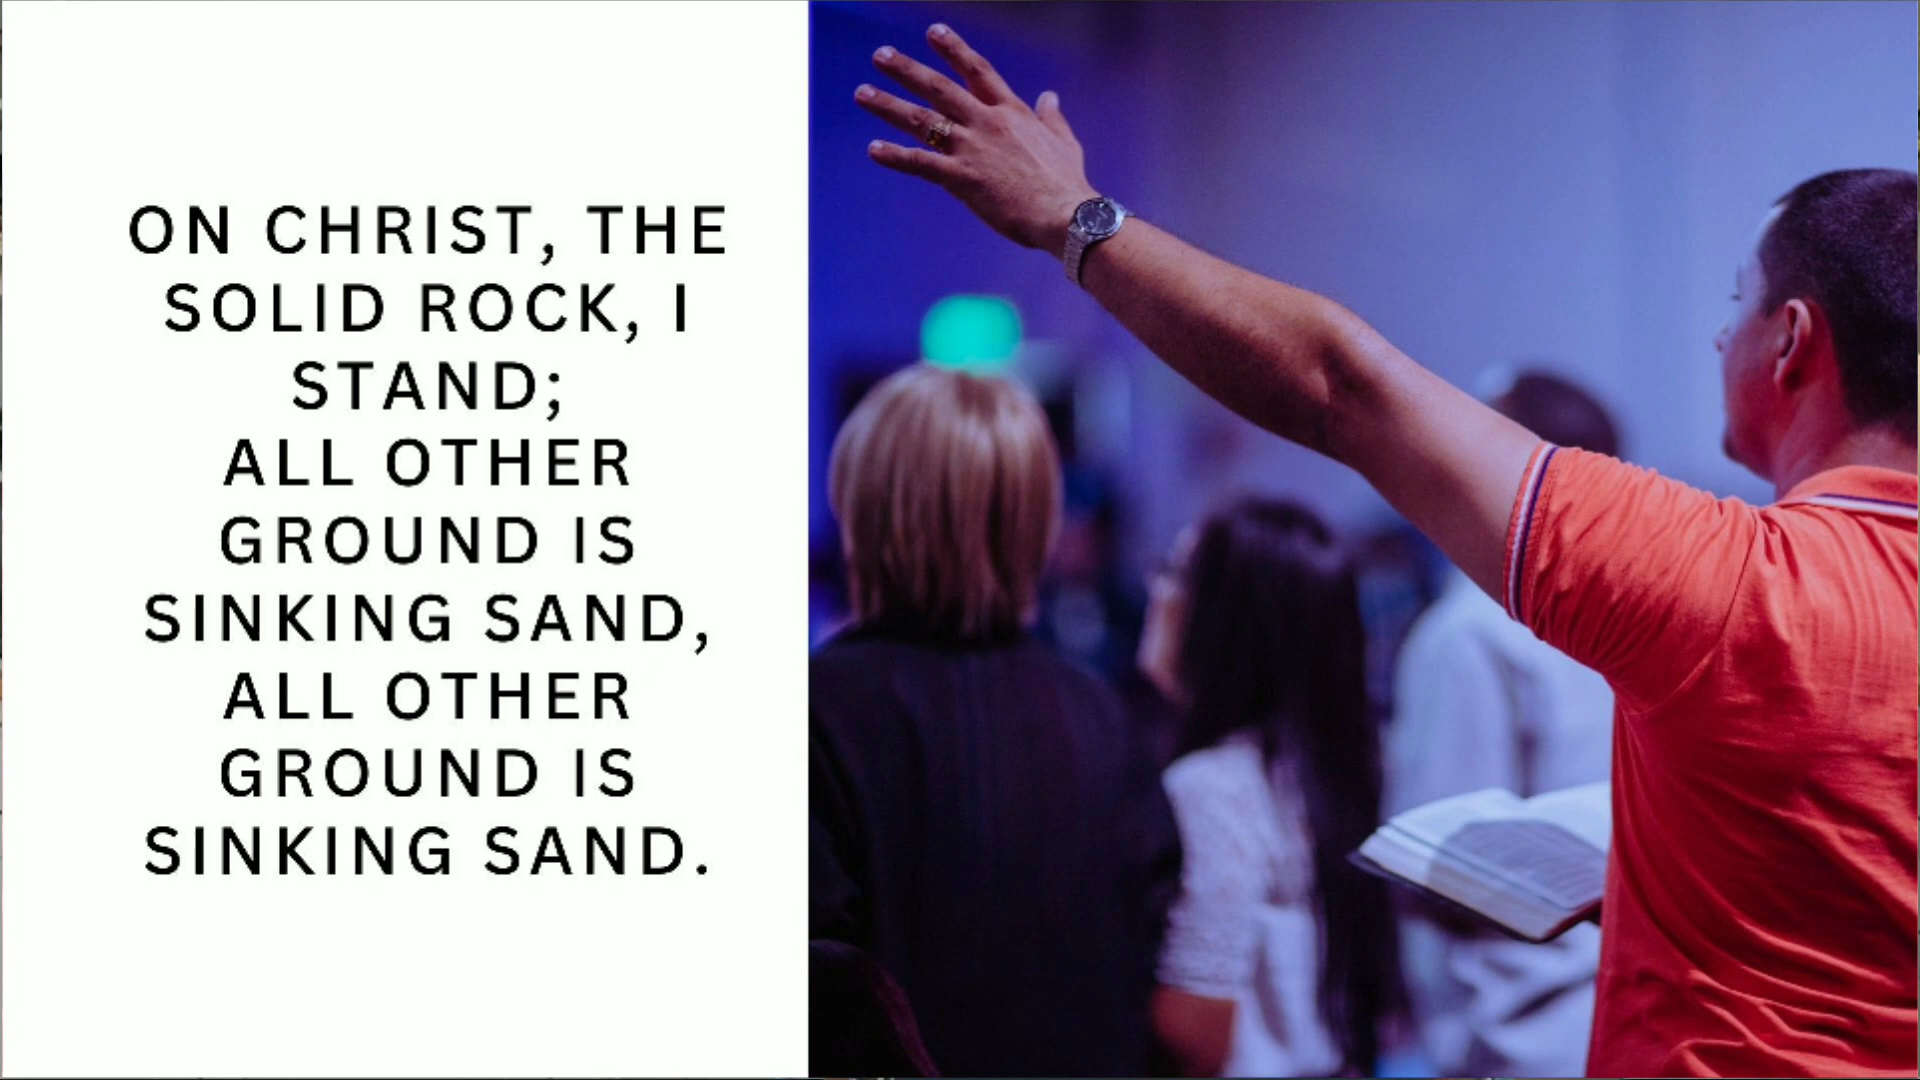 ON CHRIST, THE
SOLID ROCK, I
STAND;
ALL OTHER
GROUND IS
SINKING SAND,
ALL OTHER
GROUND IS
SINKING SAND.